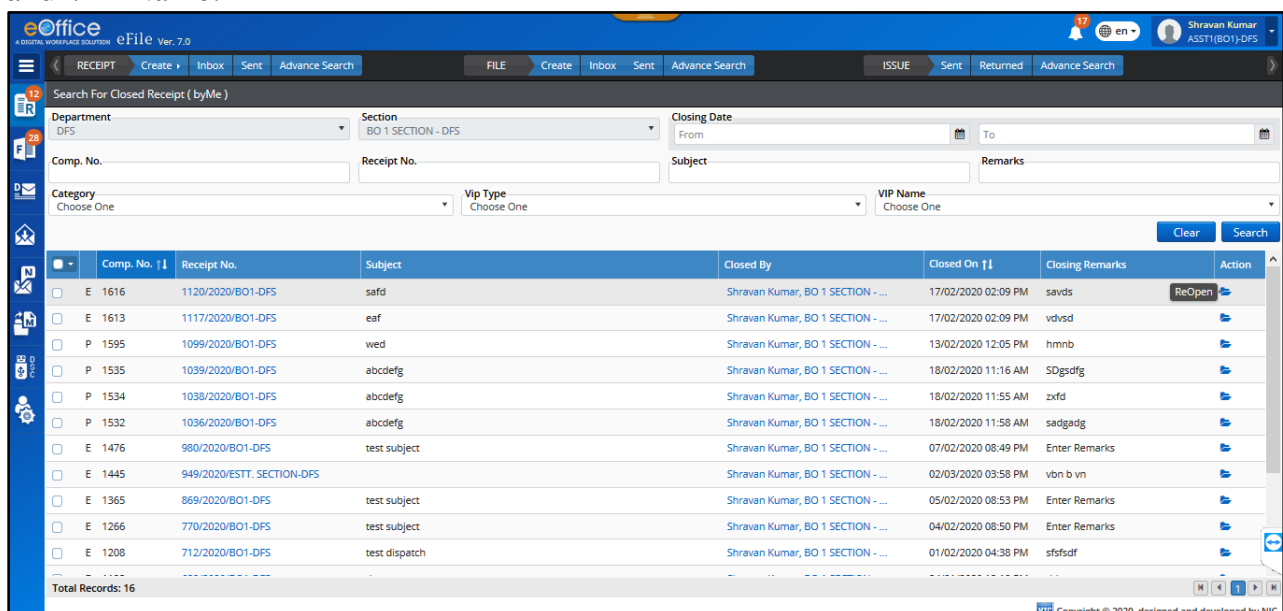 eOffice
A DIGITAL WORKPLACE SOLUTION eFile Ver. 7.0
17
en
Shravan Kumar
ASST1(BO1)-DFS
RECEIPT Create Inbox Sent Advance Search FILE Create Inbox Sent Advance Search ISSUE Sent Returned Advance Search
12
R
28
F
D
N
M
DSC
Search For Closed Receipt ( byMe )
Department Section Closing Date
DFS BO 1 SECTION - DFS From To
Comp. No. Receipt No. Subject Remarks
Category Vip Type VIP Name
Choose One Choose One Choose One
Clear Search
Comp. No. Receipt No. Subject Closed By Closed On Closing Remarks Action
E 1616 1120/2020/BO1-DFS safd Shravan Kumar, BO 1 SECTION - ... 17/02/2020 02:09 PM savds ReOpen
E 1613 1117/2020/BO1-DFS eaf Shravan Kumar, BO 1 SECTION - ... 17/02/2020 02:09 PM vdvsd
P 1595 1099/2020/BO1-DFS wed Shravan Kumar, BO 1 SECTION - ... 13/02/2020 12:05 PM hmnb
P 1535 1039/2020/BO1-DFS abcdefg Shravan Kumar, BO 1 SECTION - ... 18/02/2020 11:16 AM SDgsdfg
P 1534 1038/2020/BO1-DFS abcdefg Shravan Kumar, BO 1 SECTION - ... 18/02/2020 11:55 AM zxfd
P 1532 1036/2020/BO1-DFS abcdefg Shravan Kumar, BO 1 SECTION - ... 18/02/2020 11:58 AM sadgadg
E 1476 980/2020/BO1-DFS test subject Shravan Kumar, BO 1 SECTION - ... 07/02/2020 08:49 PM Enter Remarks
E 1445 949/2020/ESTT. SECTION-DFS Shravan Kumar, BO 1 SECTION - ... 02/03/2020 03:58 PM vbn b vn
E 1365 869/2020/BO1-DFS test subject Shravan Kumar, BO 1 SECTION - ... 05/02/2020 08:53 PM Enter Remarks
E 1266 770/2020/BO1-DFS test subject Shravan Kumar, BO 1 SECTION - ... 04/02/2020 08:50 PM Enter Remarks
E 1208 712/2020/BO1-DFS test dispatch Shravan Kumar, BO 1 SECTION - ... 01/02/2020 04:38 PM sfsfsdf
Total Records: 16 1
Copyright © 2020, designed and developed by NIC